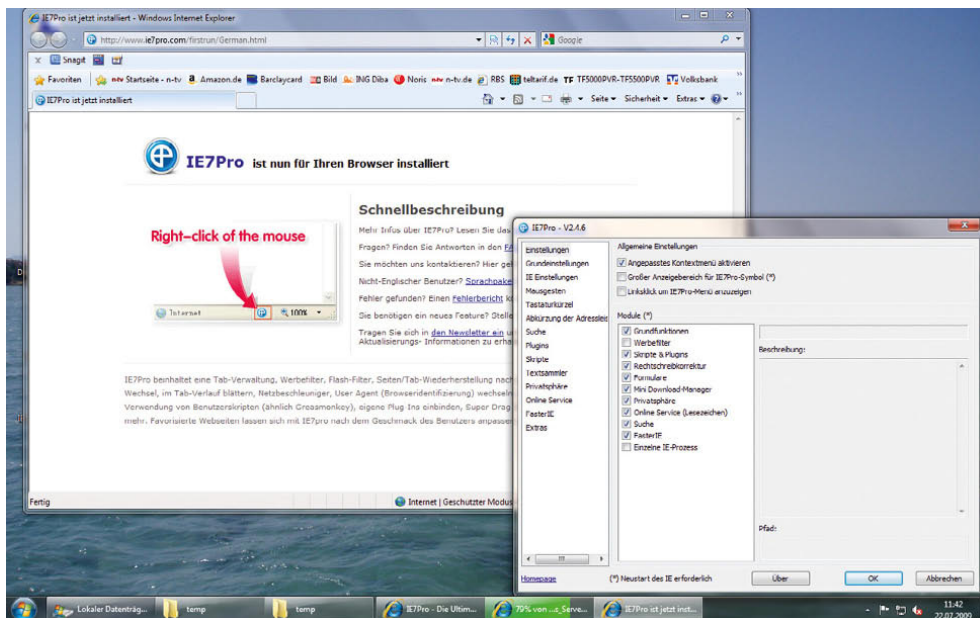 IE7Pro ist jetzt installiert - Windows Internet Explorer
http://www.ie7pro.com/firstrun/German.html
Google
x Snagit
Favoriten Startseite - n-tv Amazon.de Barclaycard Bild ING Diba Noris n-tv.de RBS teltarif.de TF5000PVR-TF5500PVR Volksbank
IE7Pro ist jetzt installiert
Seite Sicherheit Extras
IE7Pro ist nun für Ihren Browser installiert
Right-click of the mouse
Internet 100%
Schnellbeschreibung
Mehr Infos über IE7Pro? Lesen Sie das
Fragen? Finden Sie Antworten in den
Sie möchten uns kontaktieren? Hier
Nicht-Englischer Benutzer?
Fehler gefunden? Einen Fehlerbericht
Sie benötigen ein neues Feature?
Tragen Sie sich in den Newsletter ein
Aktualisierungs- Informationen zu
IE7Pro beinhaltet eine Tab-Verwaltung, Werbefilter, Flash-Filter, Seiten/Tab-Wiederherstellung
Wechsel, im Tab-Verlauf blättern, Netzbeschleuniger, User Agent (Browseridentifizierung)
Verwendung von Benutzerskripten (ähnlich Greasmonkey), eigene Plug Ins einbinden, Super Drag
mehr. Favorisierte Webseiten lassen sich mit IE7pro nach dem Geschmack des Benutzers
Fertig
Internet | Geschützter Modus
IE7Pro - V2.4.6
Einstellungen
Grundeinstellungen
IE Einstellungen
Mausgesten
Tastaturkürzel
Abkürzung der
Suche
Plugins
Skripte
Textsammler
Privatsphäre
Online Service
FasterIE
Extras
Allgemeine Einstellungen
Angepasstes Kontextmenü aktivieren
Großer Anzeigebereich für IE7Pro-Symbol (*)
Linksklick um IE7Pro-Menü anzuzeigen
Module (*)
Grundfunktionen
Werbefilter
Skripte & Plugins
Rechtschreibkorrektur
Formulare
Mini Download-Manager
Privatsphäre
Online Service (Lesezeichen)
Suche
FasterIE
Einzelne IE-Prozess
Beschreibung:
Pfad:
Homepage
(*) Neustart des IE erforderlich
Über
OK
Abbrechen
Lokaler Datenträg...
temp
temp
IE7Pro - Die Ultim...
79% von ...c_Serve...
IE7Pro ist jetzt inst...
11:42
22.07.2009